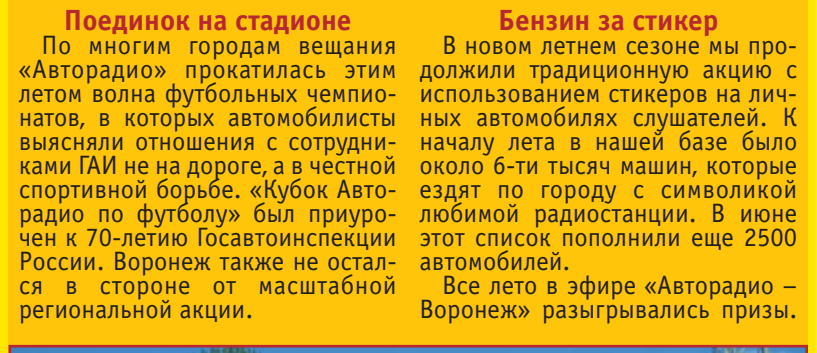 Поединок на стадионе
По многим городам вещания
«Авторадио» прокатилась этим
летом волна футбольных чемпио-
натов, в которых автомобилисты
выясняли отношения с сотрудни-
ками ГАИ не на дороге, а в честной
спортивной борьбе. «Кубок Авто-
радио по футболу» был приуро-
чен к 70-летию Госавтоинспекции
России. Воронеж также не остал-
ся в стороне от масштабной
региональной акции.
Бензин за стикер
В новом летнем сезоне мы про-
должили традиционную акцию с
использованием стикеров на лич-
ных автомобилях слушателей. К
началу лета в нашей базе было
около 6-ти тысяч машин, которые
ездят по городу с символикой
любимой радиостанции. В июне
этот список пополнили еще 2500
автомобилей.
Все лето в эфире «Авторадио –
Воронеж» разыгрывались призы.